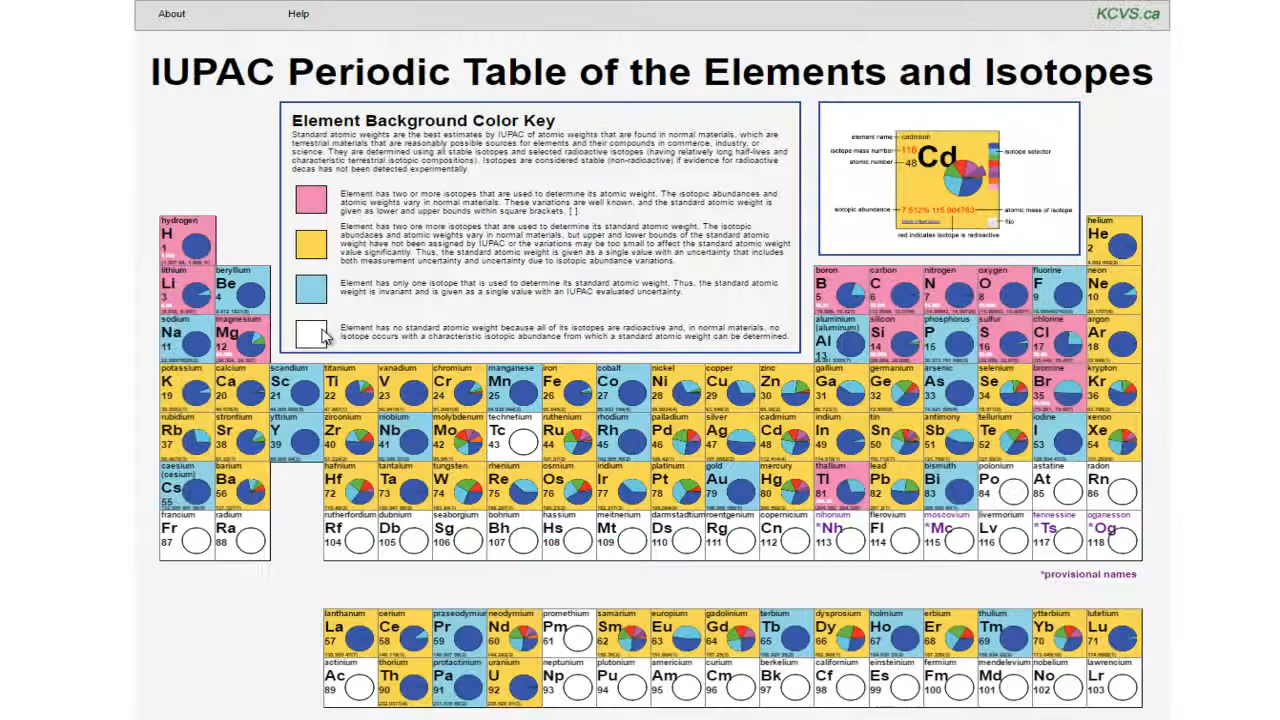 About
Help
KCVS.ca
IUPAC Periodic Table of the Elements and Isotopes
Element Background Color Key
Standard atomic weights are the best estimates by IUPAC of atomic weights that are found in normal materials, which are
terrestrial materials that are reasonably possible sources for elements and their compounds in commerce, industry, or
science. They are determined using all stable isotopes and selected radioactive isotopes (having relatively long half-lives and
characteristic terrestrial isotopic compositions). Isotopes are considered stable (non-radioactive) if evidence for radioactive
decas has not been detected experimentally.
Element has two or more isotopes that are used to determine its atomic weight. The isotopic abundances and
atomic weights vary in normal materials. These variations are well known, and the standard atomic weight is
given as lower and upper bounds within square brackets. [ ].
Element has two ore more isotopes that are used to determine its standard atomic weight. The isotopic
abundaces and atomic weights vary in normal materials, but upper and lower bounds of the standard atomic
weight have not been assigned by IUPAC or the variations may be too small to affect the standard atomic weight
value significantly. Thus, the standard atomic weight is given as a single value with an uncertainty that includes
both measurement uncertainty and uncertainty due to isotopic abundance variations.
Element has only one isotope that is used to determine its standard atomic weight. Thus, the standard atomic
weight is invariant and is given as a single value with an IUPAC evaluated uncertainty.
Element has no standard atomic weight because all of its isotopes are radioactive and, in normal materials, no
isotope occurs with a characteristic isotopic abundance from which a standard atomic weight can be determined.
element name
cadmium
isotope mass number
116
Cd
isotope selector
atomic number
48
isotopic abundance
7.512% 115.904763
atomic mass of isotope
More information
flip
red indicates isotope is radioactive
hydrogen helium
H He
1 2
lithium beryllium boron carbon nitrogen oxygen fluorine neon
Li Be B C N O F Ne
3 4 5 6 7 8 9 10
sodium magnesium aluminium (aluminum) silicon phosphorus sulfur chlorine argon
Na Mg Al Si P S Cl Ar
11 12 13 14 15 16 17 18
potassium calcium scandium titanium vanadium chromium manganese iron cobalt nickel copper zinc gallium germanium arsenic selenium bromine krypton
K Ca Sc Ti V Cr Mn Fe Co Ni Cu Zn Ga Ge As Se Br Kr
19 20 21 22 23 24 25 26 27 28 29 30 31 32 33 34 35 36
rubidium strontium yttrium zirconium niobium molybdenum technetium ruthenium rhodium palladium silver cadmium indium tin antimony tellurium iodine xenon
Rb Sr Y Zr Nb Mo Tc Ru Rh Pd Ag Cd In Sn Sb Te I Xe
37 38 39 40 41 42 43 44 45 46 47 48 49 50 51 52 53 54
caesium (cesium) barium hafnium tantalum tungsten rhenium osmium iridium platinum gold mercury thallium lead bismuth polonium astatine radon
Cs Ba Hf Ta W Re Os Ir Pt Au Hg Tl Pb Bi Po At Rn
55 56 72 73 74 75 76 77 78 79 80 81 82 83 84 85 86
francium radium rutherfordium dubnium seaborgium bohrium hassium meitnerium darmstadtium roentgenium copernicium nihonium flerovium moscovium livermorium tennessine oganesson
Fr Ra Rf Db Sg Bh Hs Mt Ds Rg Cn *Nh Fl *Mc Lv *Ts *Og
87 88 104 105 106 107 108 109 110 111 112 113 114 115 116 117 118
*provisional names
lanthanum cerium praseodymiur neodymium promethium samarium europium gadolinium terbium dysprosium holmium erbium thulium ytterbium lutetium
La Ce Pr Nd Pm Sm Eu Gd Tb Dy Ho Er Tm Yb Lu
57 58 59 60 61 62 63 64 65 66 67 68 69 70 71
actinium thorium protactinium uranium neptunium plutonium americium curium berkelium californium einsteinium fermium mendelevium nobelium lawrencium
Ac Th Pa U Np Pu Am Cm Bk Cf Es Fm Md No Lr
89 90 91 92 93 94 95 96 97 98 99 100 101 102 103